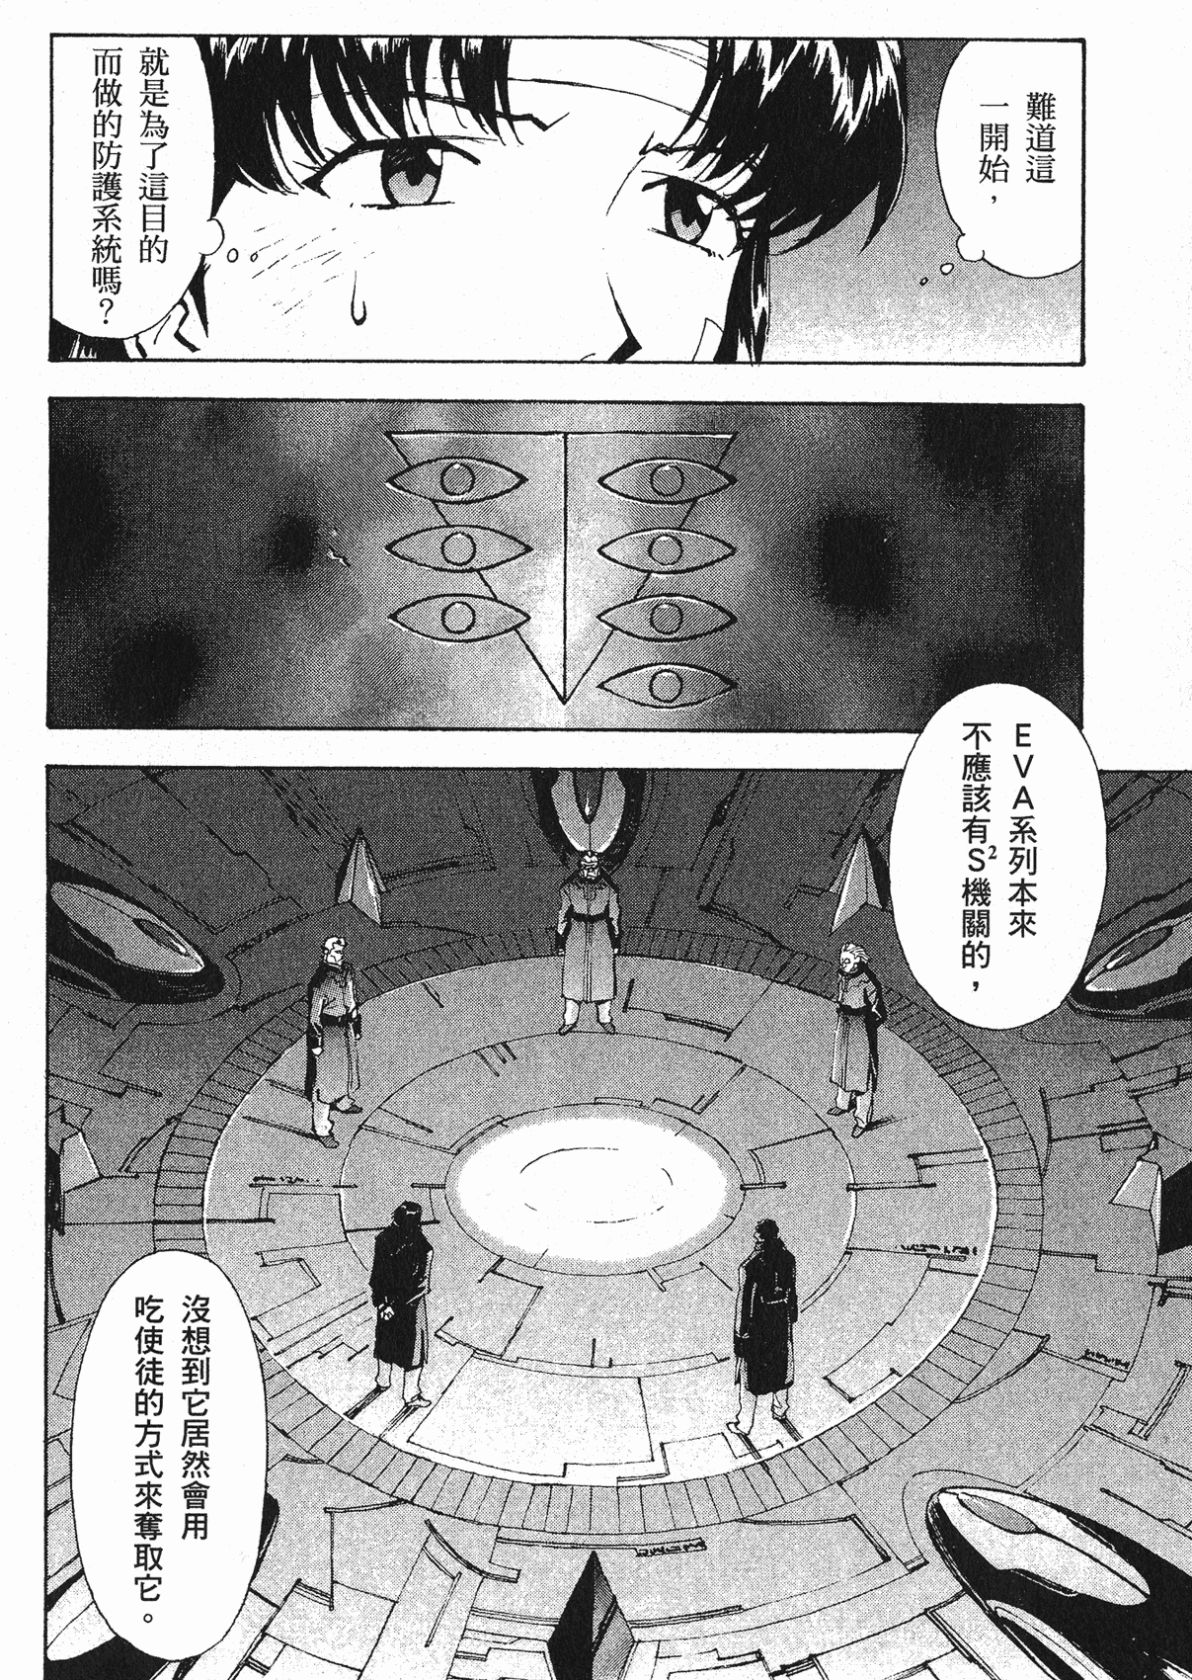 難道這
一開始，
就是為了這目的
而做的防護系統嗎？
EVA系列本來
不應該有S²機關的，
沒想到它居然會用
吃使徒的方式來奪取它。